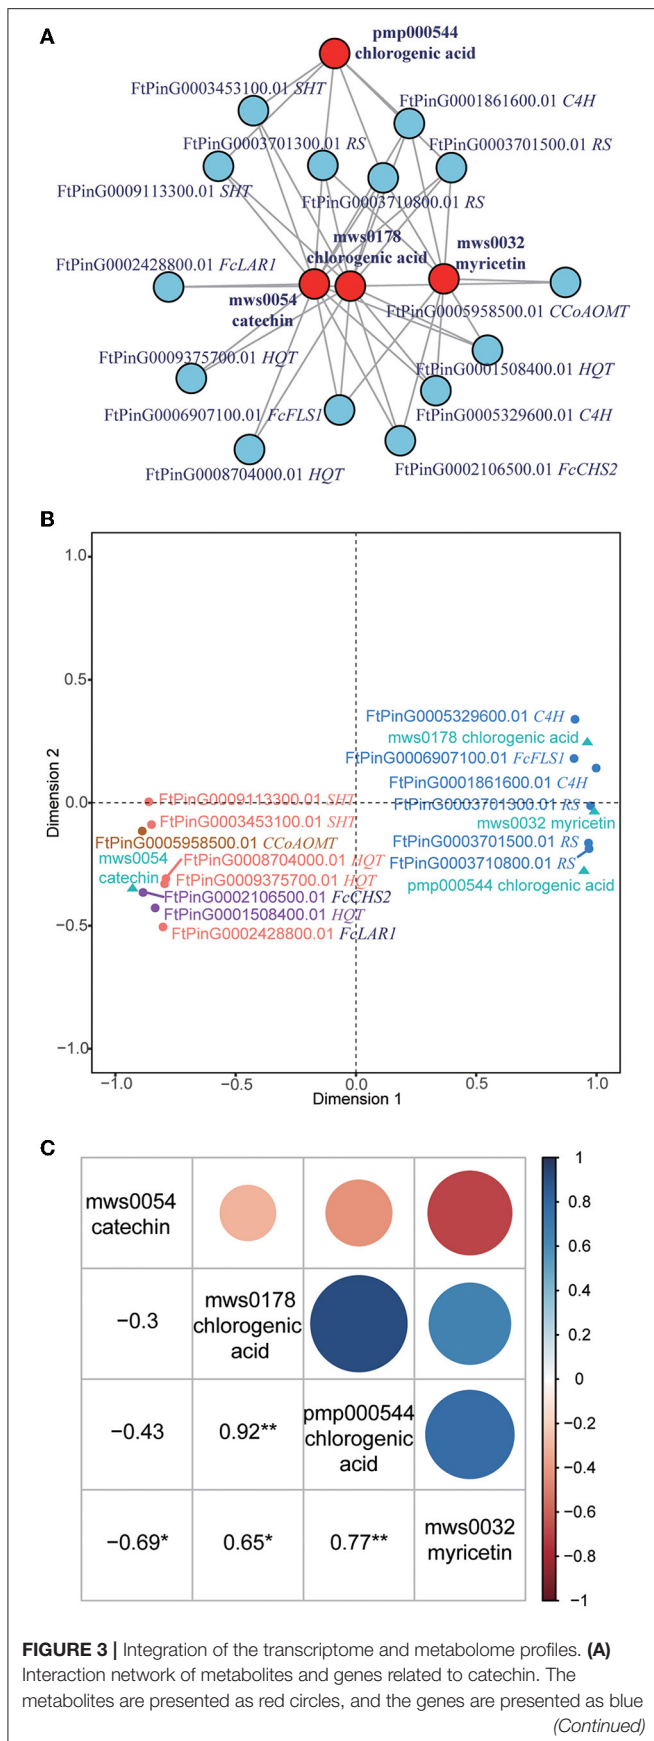 A
pmp000544
chlorogenic acid
FtPinG0003453100.01 SHT
FtPinG0001861600.01 C4H
FtPinG0003701300.01 RS
FtPinG0003701500.01 RS
FtPinG0009113300.01 SHT
FtPinG0003710800.01 RS
mws0178
chlorogenic acid
mws0032
myricetin
FtPinG0002428800.01 FcLAR1
mws0054
catechin
FtPinG0005958500.01 CCoAOMT
FtPinG0009375700.01 HQT
FtPinG0001508400.01 HQT
FtPinG0006907100.01 FcFLS1
FtPinG0005329600.01 C4H
FtPinG0008704000.01 HQT
FtPinG0002106500.01 FcCHS2
B
1.0
0.5
0.0
−0.5
−1.0
Dimension 2
FtPinG0005329600.01 C4H
mws0178 chlorogenic acid
FtPinG0006907100.01 FcFLS1
FtPinG0001861600.01 C4H
FtPinG0003701300.01 RS
mws0032 myricetin
FtPinG0003701500.01 RS
FtPinG0003710800.01 RS
pmp000544 chlorogenic acid
FtPinG0009113300.01 SHT
FtPinG0003453100.01 SHT
FtPinG0005958500.01 CCoAOMT
mws0054
catechin
FtPinG0008704000.01 HQT
FtPinG0009375700.01 HQT
FtPinG0002106500.01 FcCHS2
FtPinG0001508400.01 HQT
FtPinG0002428800.01 FcLAR1
−1.0 −0.5 0.0 0.5 1.0
Dimension 1
C
mws0054
catechin
−0.3
mws0178
chlorogenic
acid
−0.43 0.92**
pmp000544
chlorogenic
acid
−0.69* 0.65* 0.77**
mws0032
myricetin
1
0.8
0.6
0.4
0.2
0
−0.2
−0.4
−0.6
−0.8
−1
FIGURE 3 | Integration of the transcriptome and metabolome profiles. (A)
Interaction network of metabolites and genes related to catechin. The
metabolites are presented as red circles, and the genes are presented as blue
(Continued)